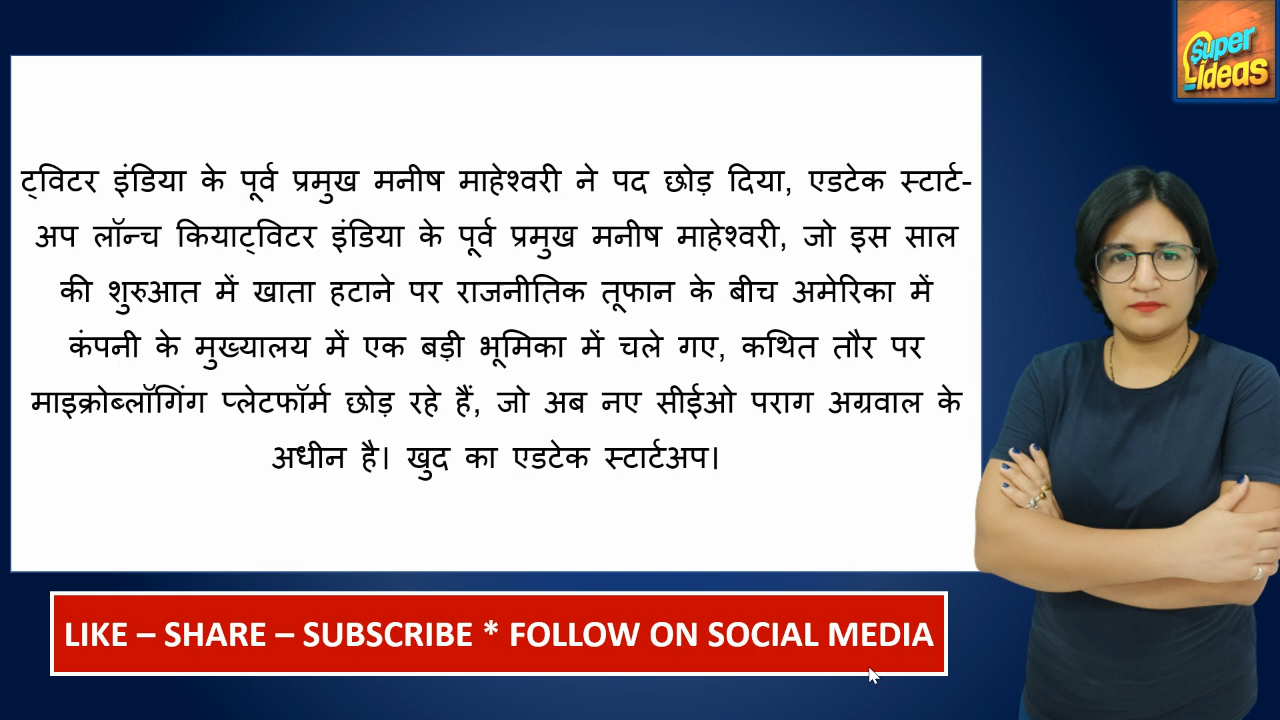 Super
Ideas
ट्विटर इंडिया के पूर्व प्रमुख मनीष माहेश्वरी ने पद छोड़ दिया, एडटेक स्टार्ट-
अप लॉन्च कियाट्विटर इंडिया के पूर्व प्रमुख मनीष माहेश्वरी, जो इस साल
की शुरुआत में खाता हटाने पर राजनीतिक तूफान के बीच अमेरिका में
कंपनी के मुख्यालय में एक बड़ी भूमिका में चले गए, कथित तौर पर
माइक्रोब्लॉगिंग प्लेटफॉर्म छोड़ रहे हैं, जो अब नए सीईओ पराग अग्रवाल के
अधीन है। खुद का एडटेक स्टार्टअप।
LIKE – SHARE – SUBSCRIBE * FOLLOW ON SOCIAL MEDIA